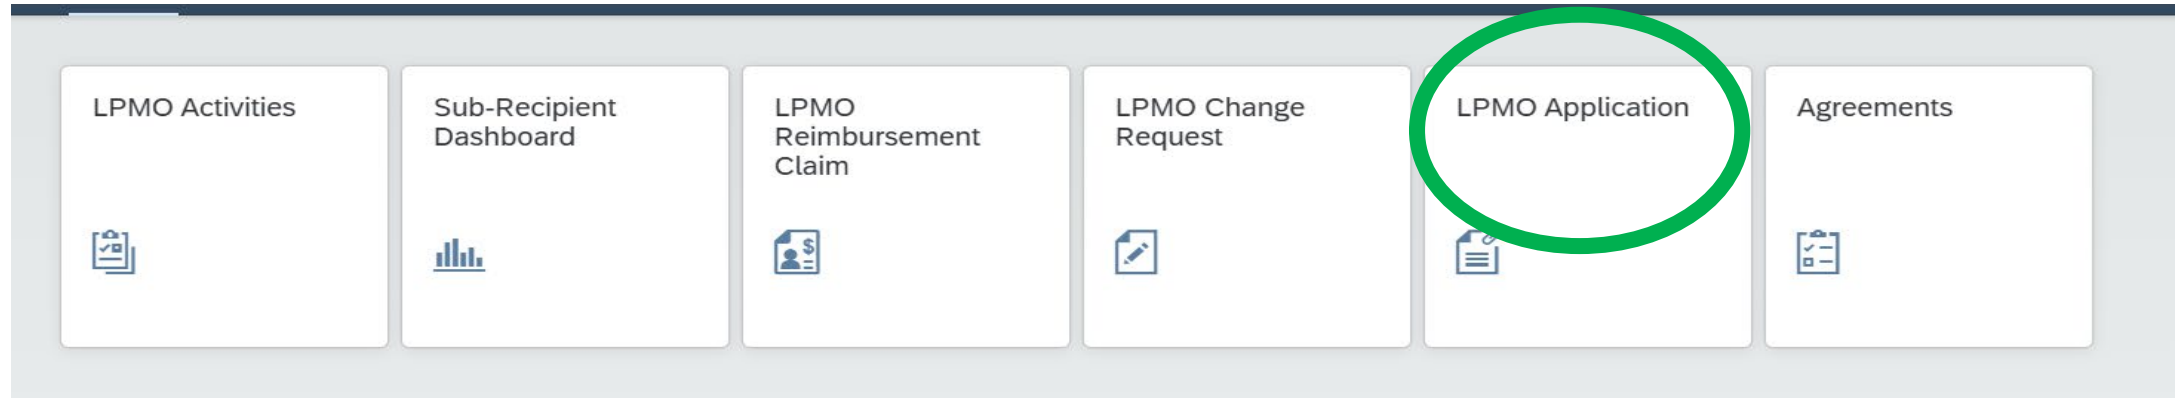 LPMO Activities
Sub-Recipient
Dashboard
LPMO
Reimbursement
Claim
LPMO Change
Request
LPMO Application
Agreements